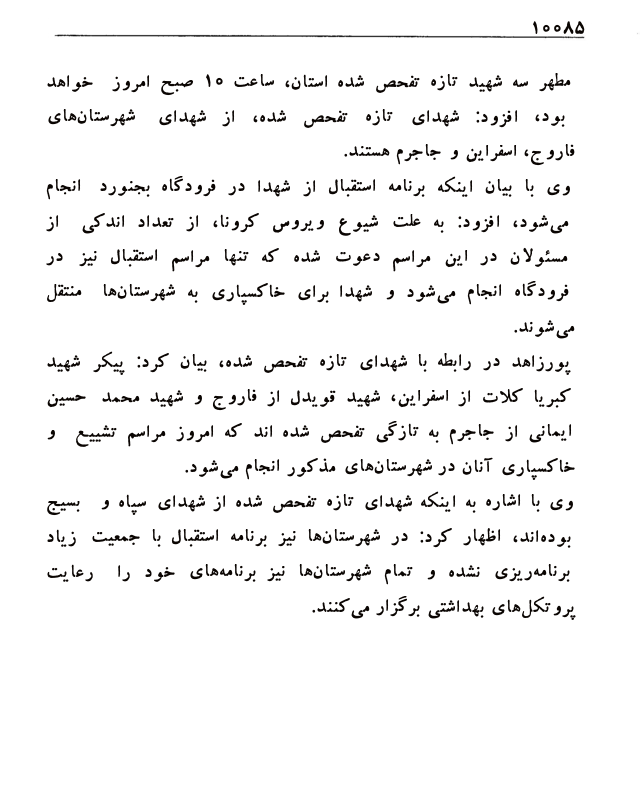 ۱۰۰۸۵
مطهر سه شهید تازه تفحص شده استان، ساعت ۱۰ صبح امروز خواهد
بود، افزود: شهدای تازه تفحص شده، از شهدای شهرستان‌های
فاروج، اسفراین و جاجرم هستند.
وی با بیان اینکه برنامه استقبال از شهدا در فرودگاه بجنورد انجام
می‌شود، افزود: به علت شیوع ویروس کرونا، از تعداد اندکی از
مسئولان در این مراسم دعوت شده که تنها مراسم استقبال نیز در
فرودگاه انجام می‌شود و شهدا برای خاکسپاری به شهرستان‌ها منتقل
می‌شوند.
پورزاهد در رابطه با شهدای تازه تفحص شده، بیان کرد: پیکر شهید
کبریا کلات از اسفراین، شهید قویدل از فاروج و شهید محمد حسین
ایمانی از جاجرم به تازگی تفحص شده اند که امروز مراسم تشییع و
خاکسپاری آنان در شهرستان‌های مذکور انجام می‌شود.
وی با اشاره به اینکه شهدای تازه تفحص شده از شهدای سپاه و بسیج
بوده‌اند، اظهار کرد: در شهرستان‌ها نیز برنامه استقبال با جمعیت زیاد
برنامه‌ریزی نشده و تمام شهرستان‌ها نیز برنامه‌های خود را رعایت
پروتکل‌های بهداشتی برگزار می‌کنند.